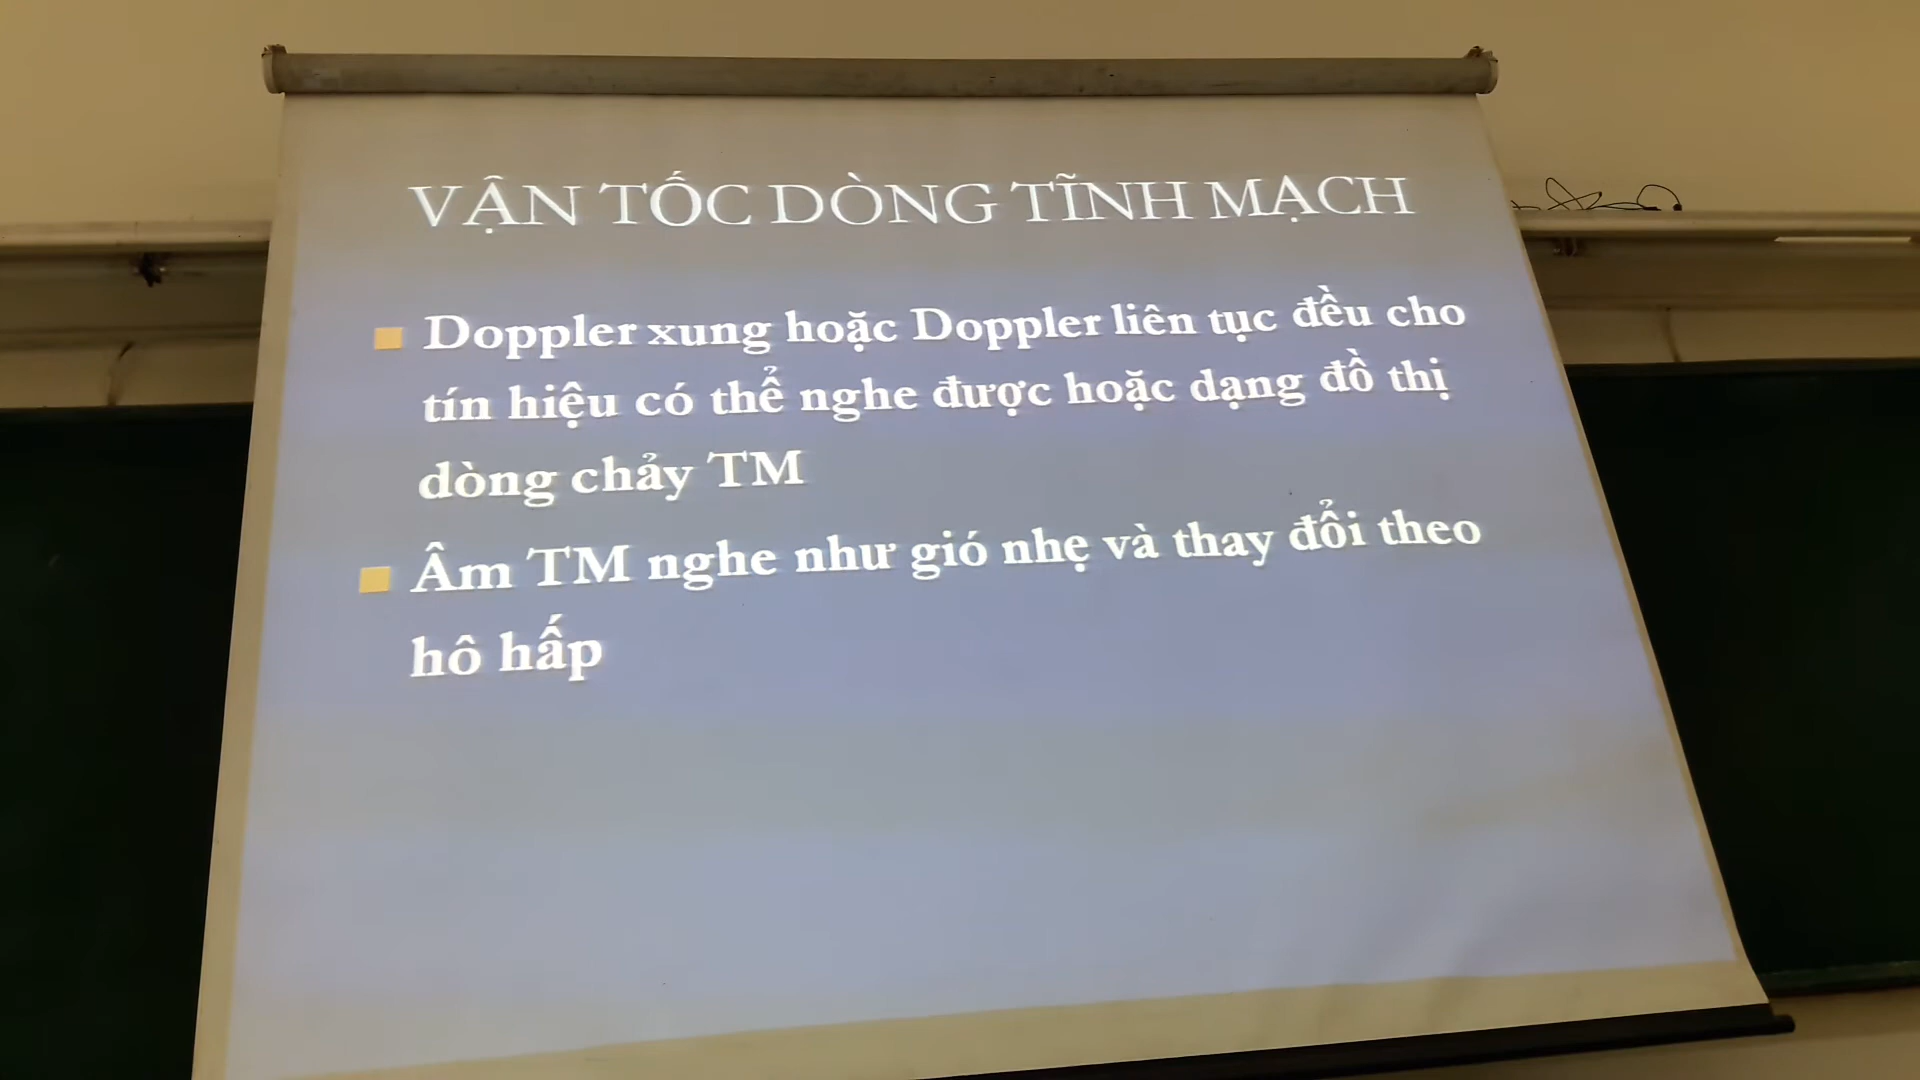 VẬN TỐC DÒNG TĨNH MẠCH
Doppler xung hoặc Doppler liên tục đều cho
tín hiệu có thể nghe được hoặc dạng đồ thị
dòng chảy TM
Âm TM nghe như gió nhẹ và thay đổi theo
hô hấp